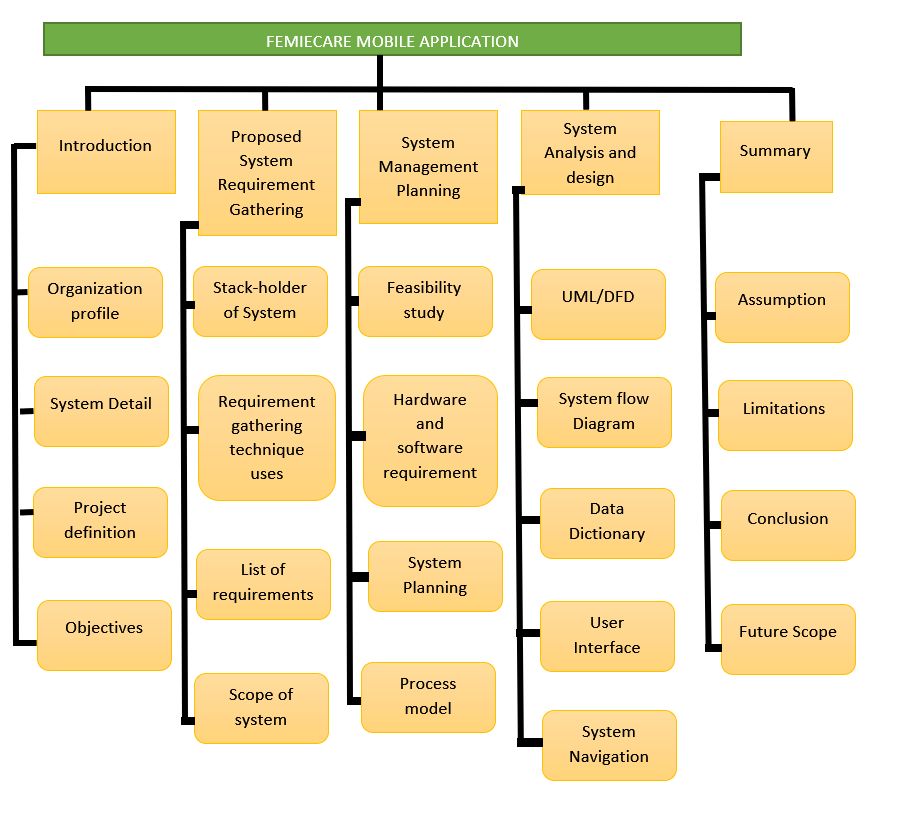 FEMIECARE MOBILE APPLICATION
Introduction
Organization
profile
System Detail
Project
definition
Objectives
Proposed
System
Requirement
Gathering
Stack-holder
of System
Requirement
gathering
technique
uses
List of
requirements
Scope of
system
System
Management
Planning
Feasibility
study
Hardware
and
software
requirement
System
Planning
Process
model
System
Analysis and
design
UML/DFD
System flow
Diagram
Data
Dictionary
User
Interface
System
Navigation
Summary
Assumption
Limitations
Conclusion
Future Scope